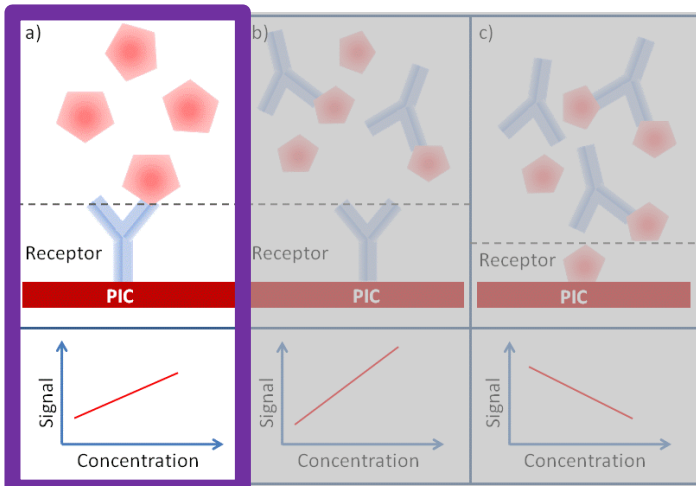 a)
Receptor
PIC
Signal
Concentration
b)
Receptor
PIC
Signal
Concentration
c)
Receptor
PIC
Signal
Concentration